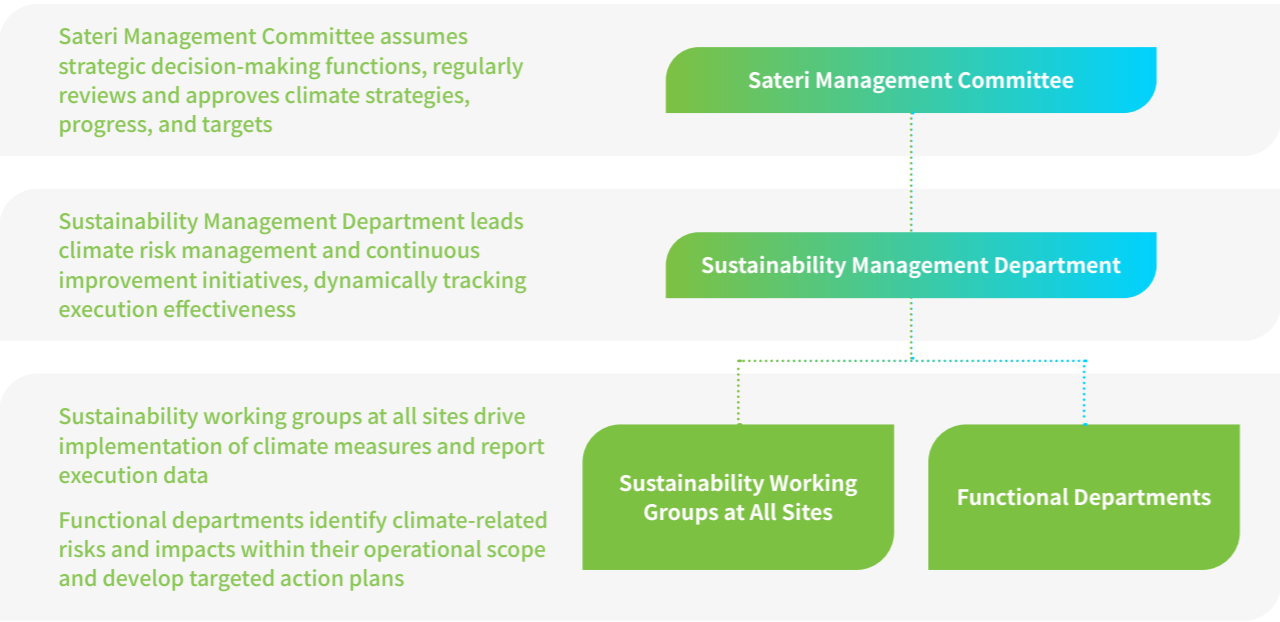 Sateri Management Committee assumes
strategic decision-making functions, regularly
reviews and approves climate strategies,
progress, and targets
Sateri Management Committee
Sustainability Management Department leads
climate risk management and continuous
improvement initiatives, dynamically tracking
execution effectiveness
Sustainability Management Department
Sustainability working groups at all sites drive
implementation of climate measures and report
execution data
Functional departments identify climate-related
risks and impacts within their operational scope
and develop targeted action plans
Sustainability Working
Groups at All Sites
Functional Departments